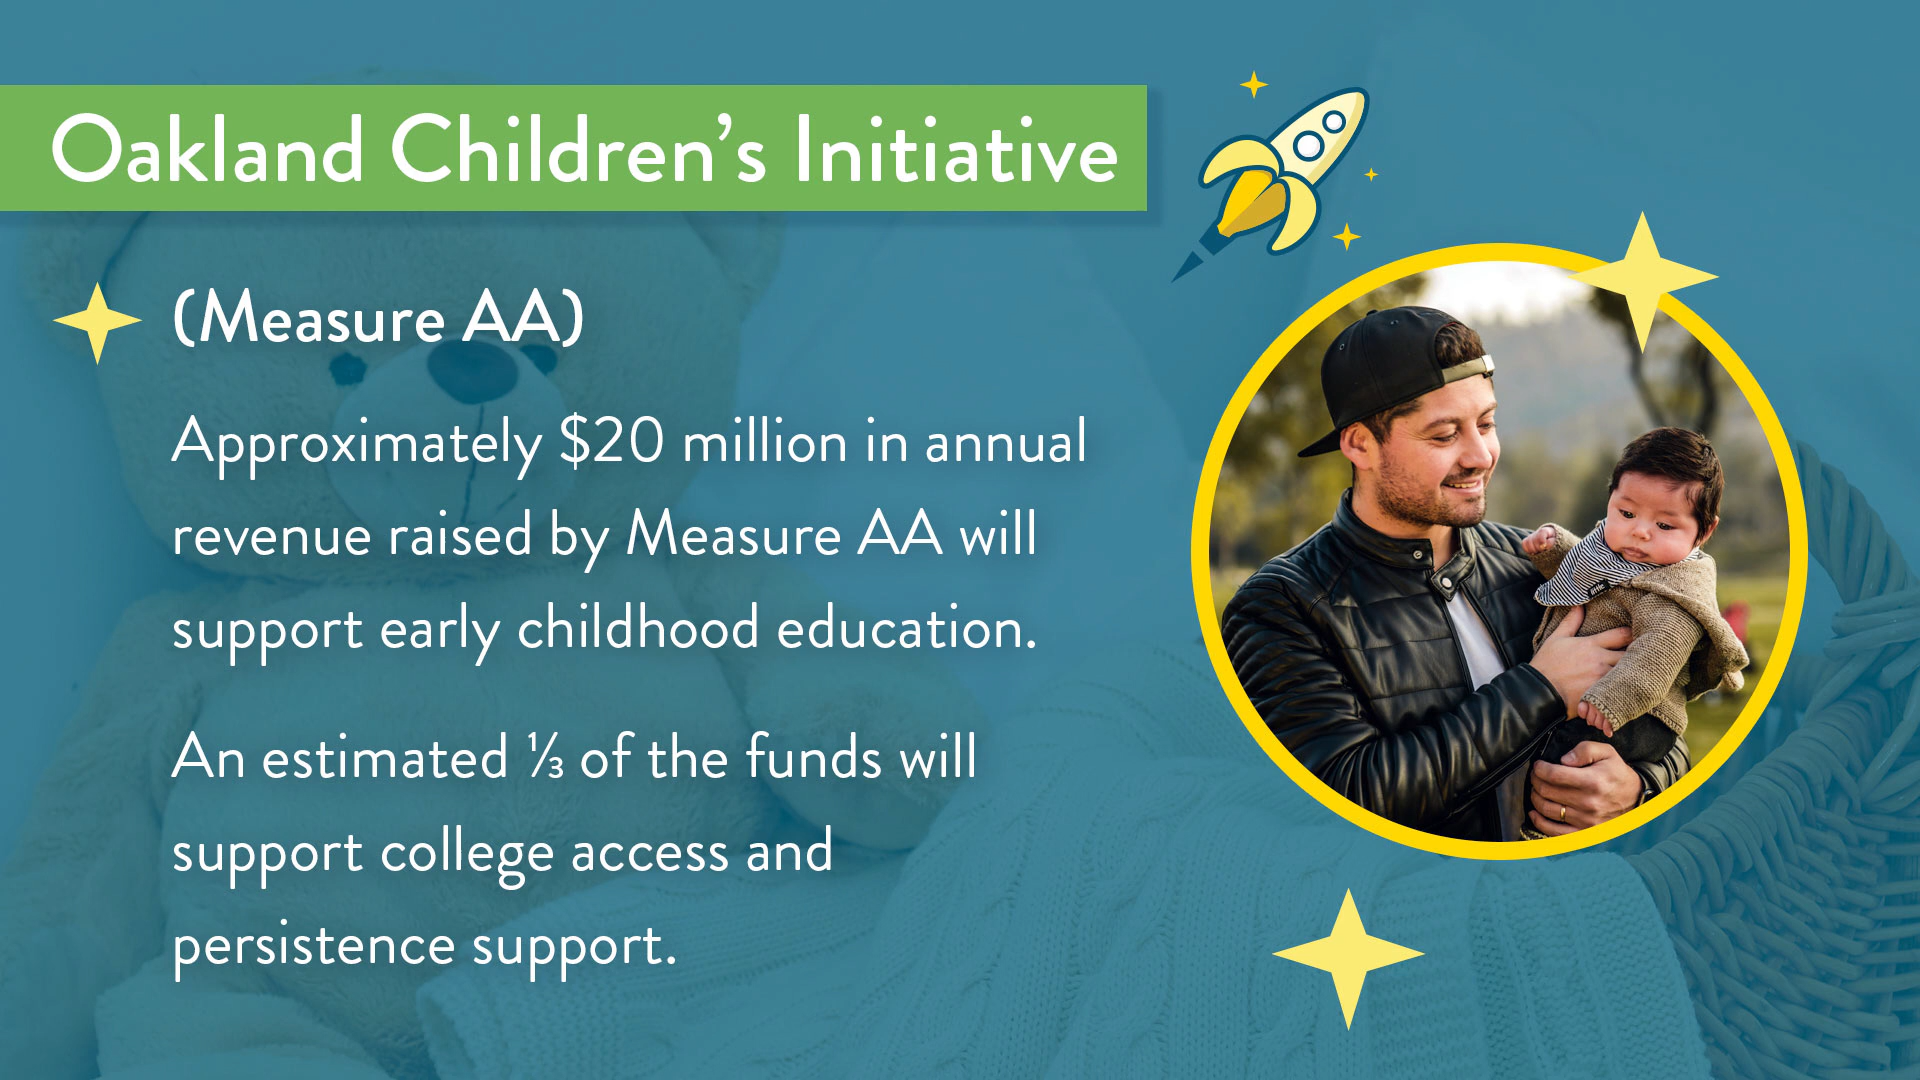 Oakland Children’s Initiative
(Measure AA)
Approximately $20 million in annual
revenue raised by Measure AA will
support early childhood education.
An estimated ⅓ of the funds will
support college access and
persistence support.